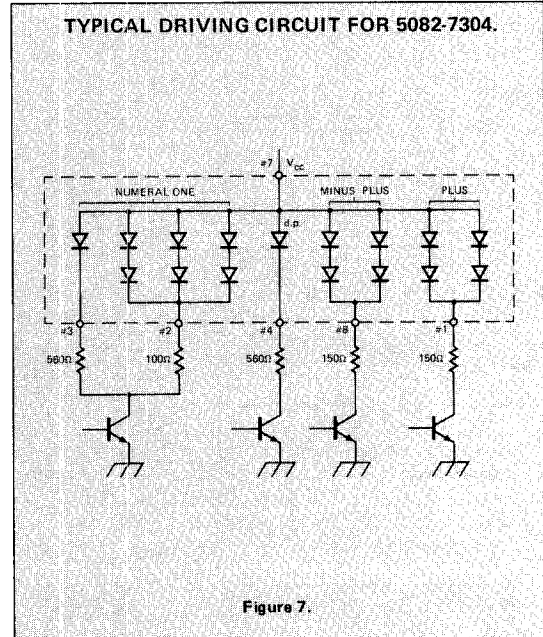 TYPICAL DRIVING CIRCUIT FOR 5082-7304.
#7 VCC
NUMERAL ONE
MINUS PLUS
PLUS
d.p.
#3
#2
#4
#8
#1
560Ω
100Ω
560Ω
150Ω
150Ω
Figure 7.